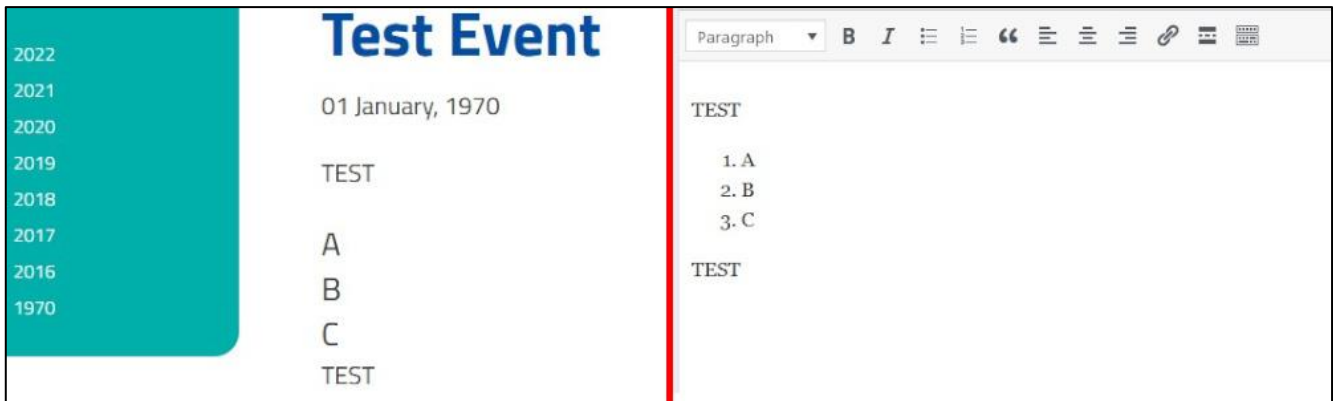 2022
2021
2020
2019
2018
2017
2016
1970
Test Event
01 January, 1970
TEST
A
B
C
TEST
Paragraph
TEST
1. A
2. B
3. C
TEST